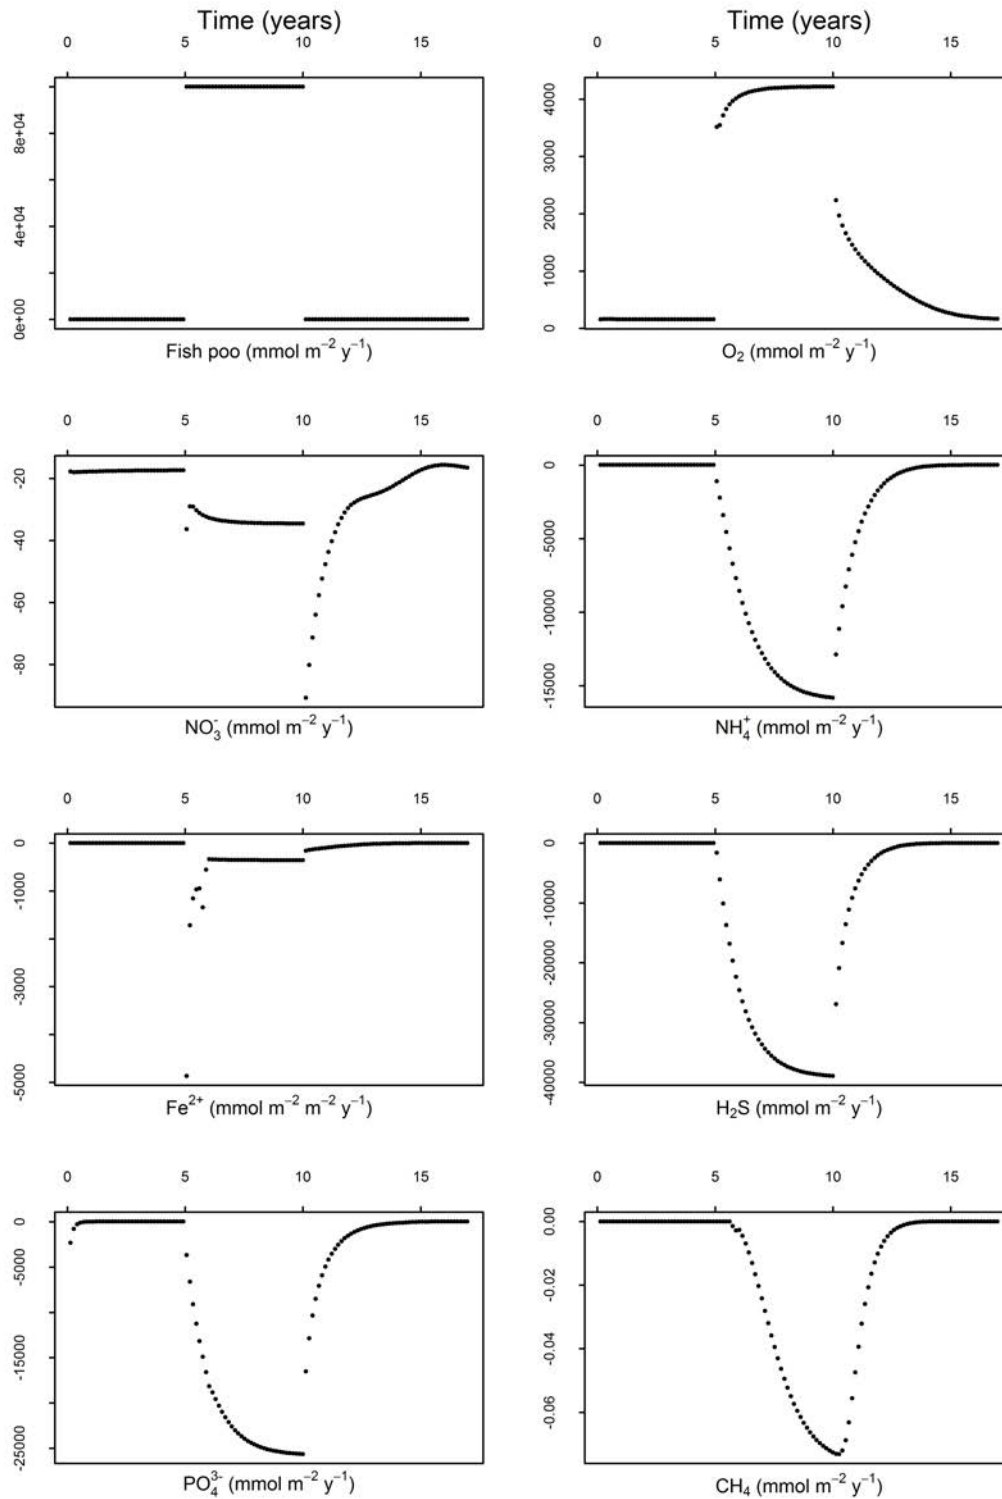 Time (years) Time (years)
0 5 10 15 0 5 10 15
0e+00 4e+04 8e+04
0 1000 2000 3000 4000
Fish poo (mmol m⁻² y⁻¹) O₂ (mmol m⁻² y⁻¹)
0 5 10 15 0 5 10 15
-80 -60 -40 -20
-15000 -10000 -5000 0
NO₃⁻ (mmol m⁻² y⁻¹) NH₄⁺ (mmol m⁻² y⁻¹)
0 5 10 15 0 5 10 15
-5000 -3000 -1000 0
-40000 -30000 -20000 -10000 0
Fe²⁺ (mmol m⁻² m⁻² y⁻¹) H₂S (mmol m⁻² y⁻¹)
0 5 10 15 0 5 10 15
-25000 -15000 -5000 0
-0.06 -0.04 -0.02 0.00
PO₄³⁻ (mmol m⁻² y⁻¹) CH₄ (mmol m⁻² y⁻¹)